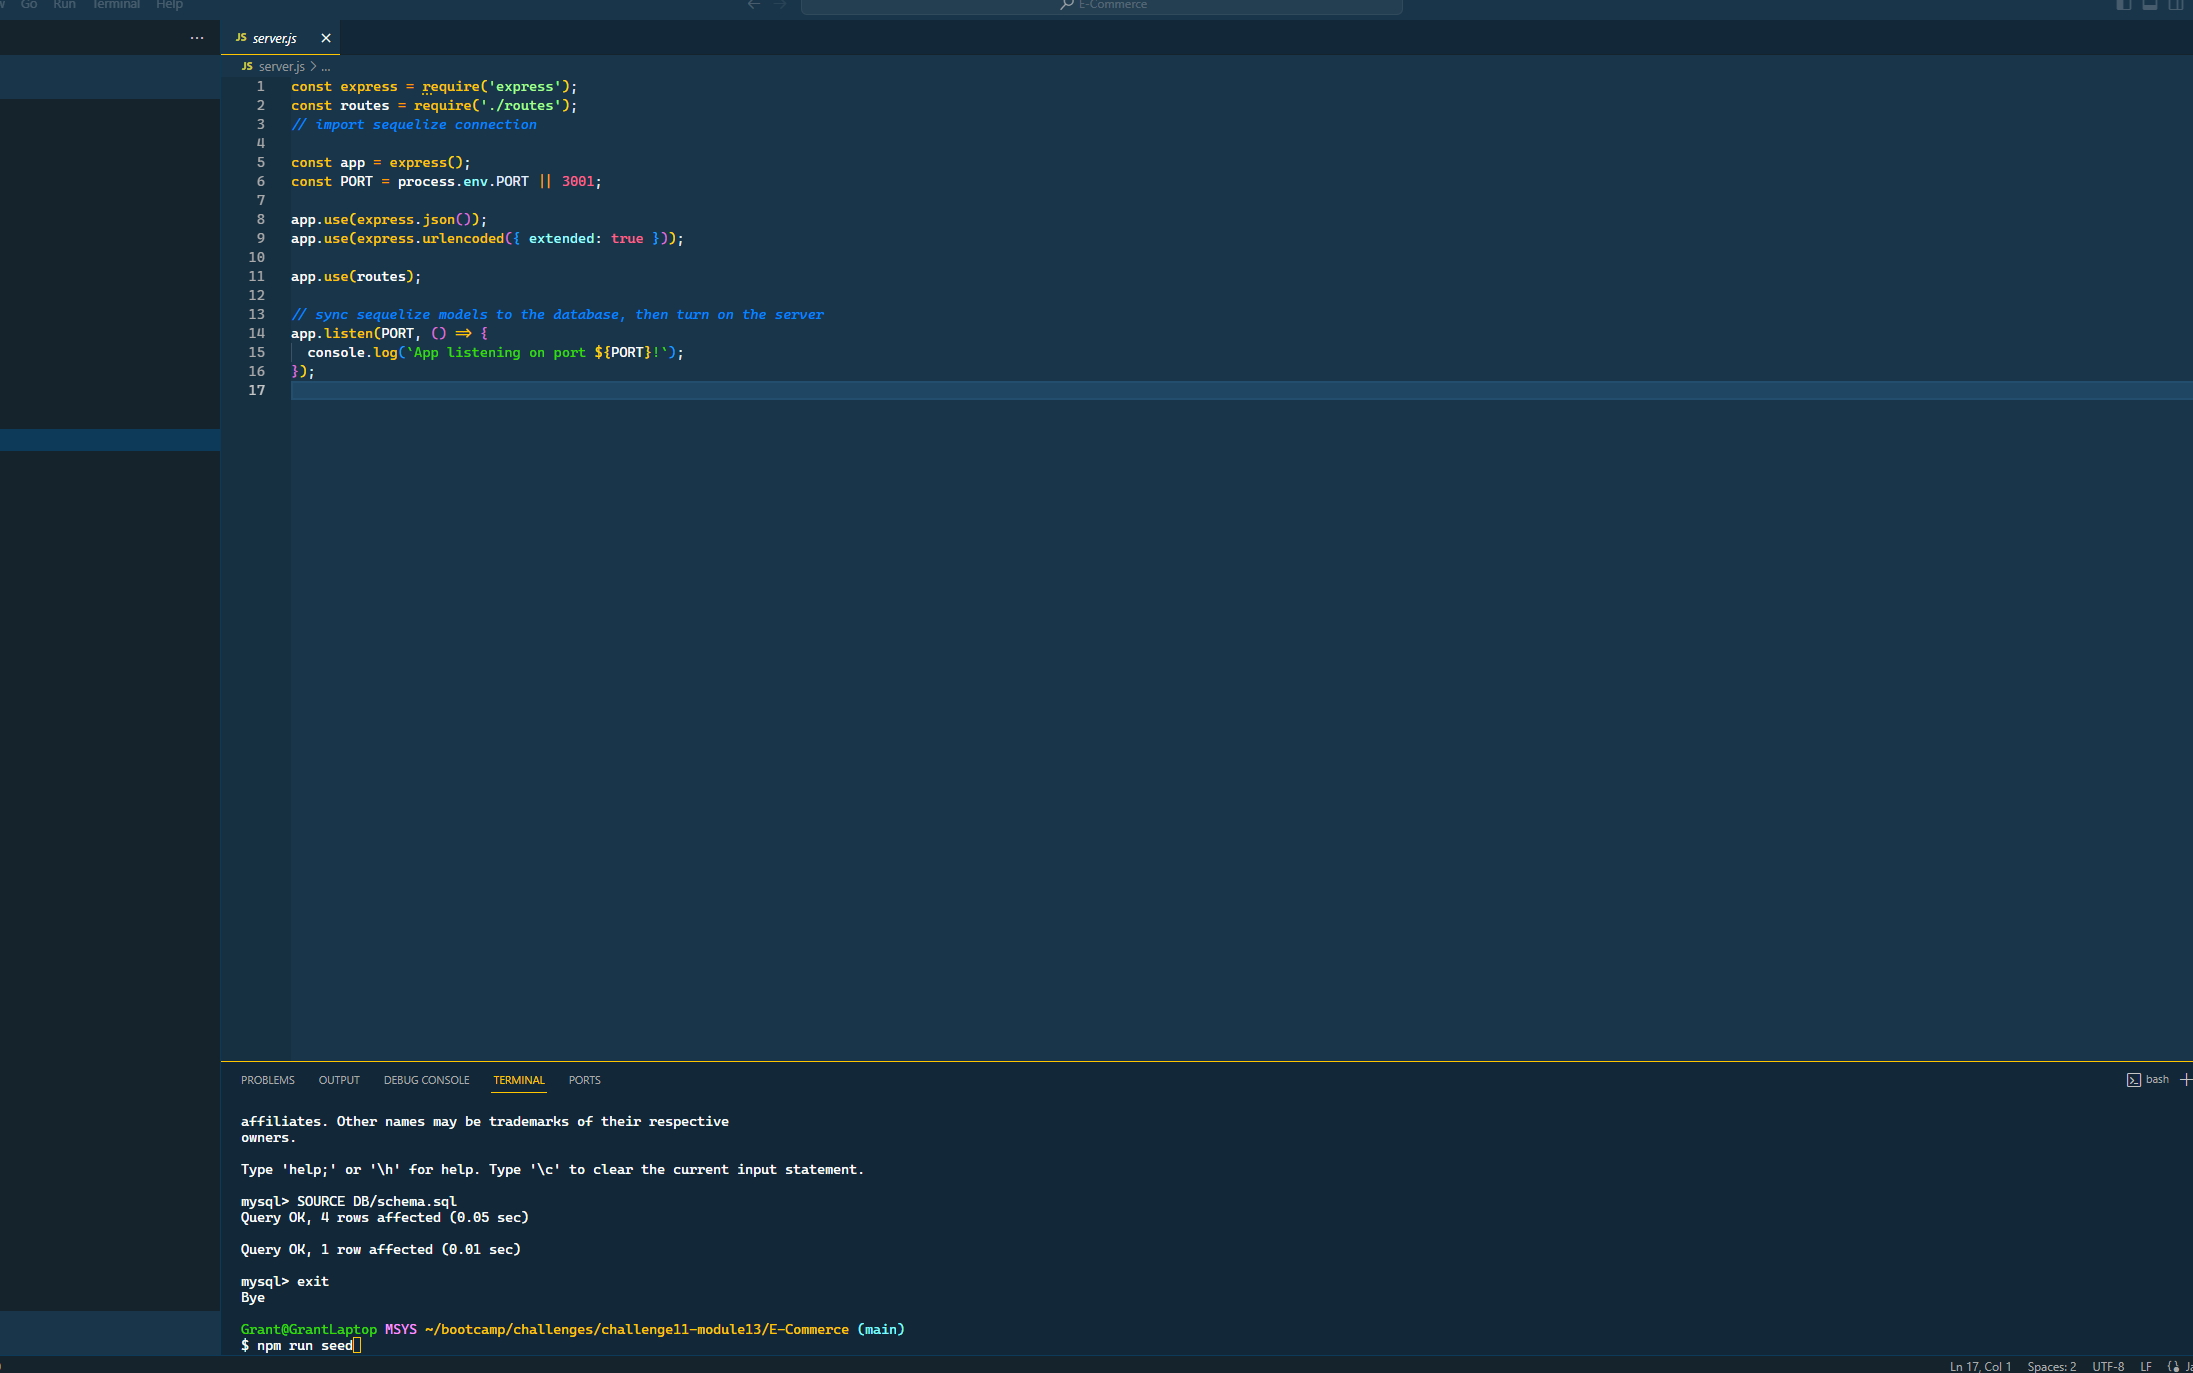 Go Run Terminal Help
E-Commerce
... JS server.js ×
JS server.js > ...
1 const express = require('express');
2 const routes = require('./routes');
3 // import sequelize connection
4
5 const app = express();
6 const PORT = process.env.PORT || 3001;
7
8 app.use(express.json());
9 app.use(express.urlencoded({ extended: true }));
10
11 app.use(routes);
12
13 // sync sequelize models to the database, then turn on the server
14 app.listen(PORT, () => {
15 console.log(`App listening on port ${PORT}!`);
16 });
17
PROBLEMS OUTPUT DEBUG CONSOLE TERMINAL PORTS bash
affiliates. Other names may be trademarks of their respective
owners.
Type 'help;' or '\h' for help. Type '\c' to clear the current input statement.
mysql> SOURCE DB/schema.sql
Query OK, 4 rows affected (0.05 sec)
Query OK, 1 row affected (0.01 sec)
mysql> exit
Bye
Grant@GrantLaptop MSYS ~/bootcamp/challenges/challenge11-module13/E-Commerce (main)
$ npm run seed
Ln 17, Col 1 Spaces: 2 UTF-8 LF